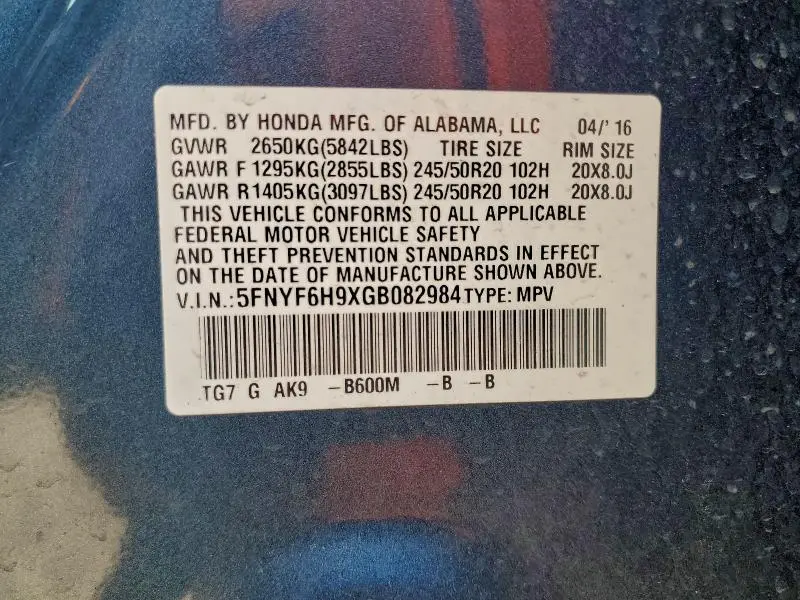 MFD. BY HONDA MFG. OF ALABAMA, LLC 04/' 16
GVWR 2650KG(5842LBS) TIRE SIZE RIM SIZE
GAWR F 1295KG(2855LBS) 245/50R20 102H 20X8.0J
GAWR R 1405KG(3097LBS) 245/50R20 102H 20X8.0J
THIS VEHICLE CONFORMS TO ALL APPLICABLE
FEDERAL MOTOR VEHICLE SAFETY
AND THEFT PREVENTION STANDARDS IN EFFECT
ON THE DATE OF MANUFACTURE SHOWN ABOVE.
V.I.N.: 5FNYF6H9XGB082984 TYPE: MPV
TG7 G AK9 -B600M -B -B